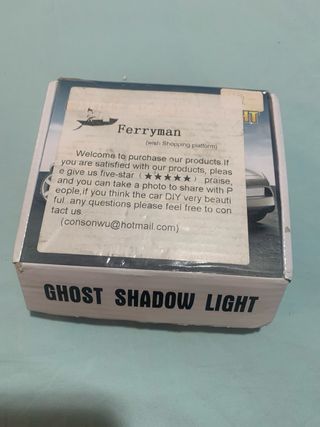 Ferryman
(wish Shopping platform)
Welcome to purchase our products.If
you are satisfied with our products, pleas
e give us five-star (★★★★★) praise,
and you can take a photo to share with P
eople,if you think the car DIY very beauti
ful. any questions please feel free to con
tact us.
(consonwu@hotmail.com)
GHOST SHADOW LIGHT